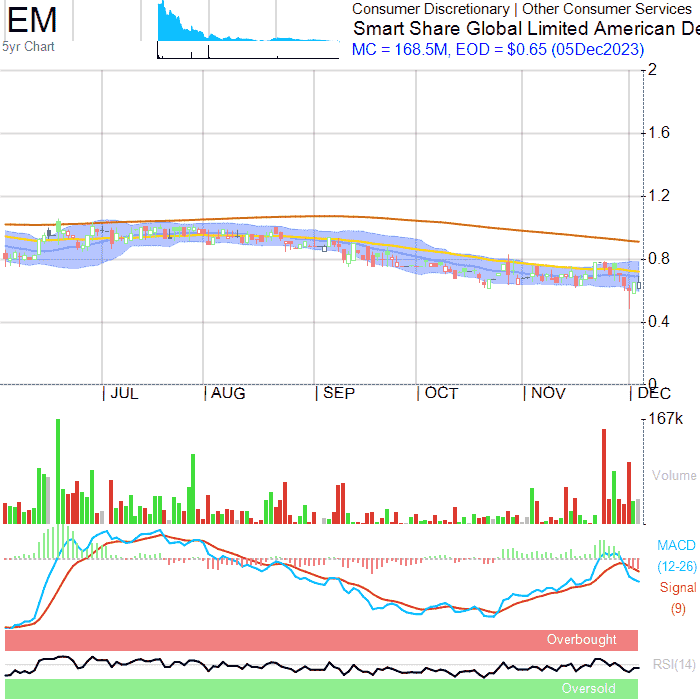 EM
5yr Chart
Consumer Discretionary | Other Consumer Services
Smart Share Global Limited American De
MC = 168.5M, EOD = $0.65 (05Dec2023)
2
1.6
1.2
0.8
0.4
0
JUL AUG SEP OCT NOV DEC
167k
Volume
MACD
(12-26)
Signal
(9)
Overbought
RSI(14)
Oversold